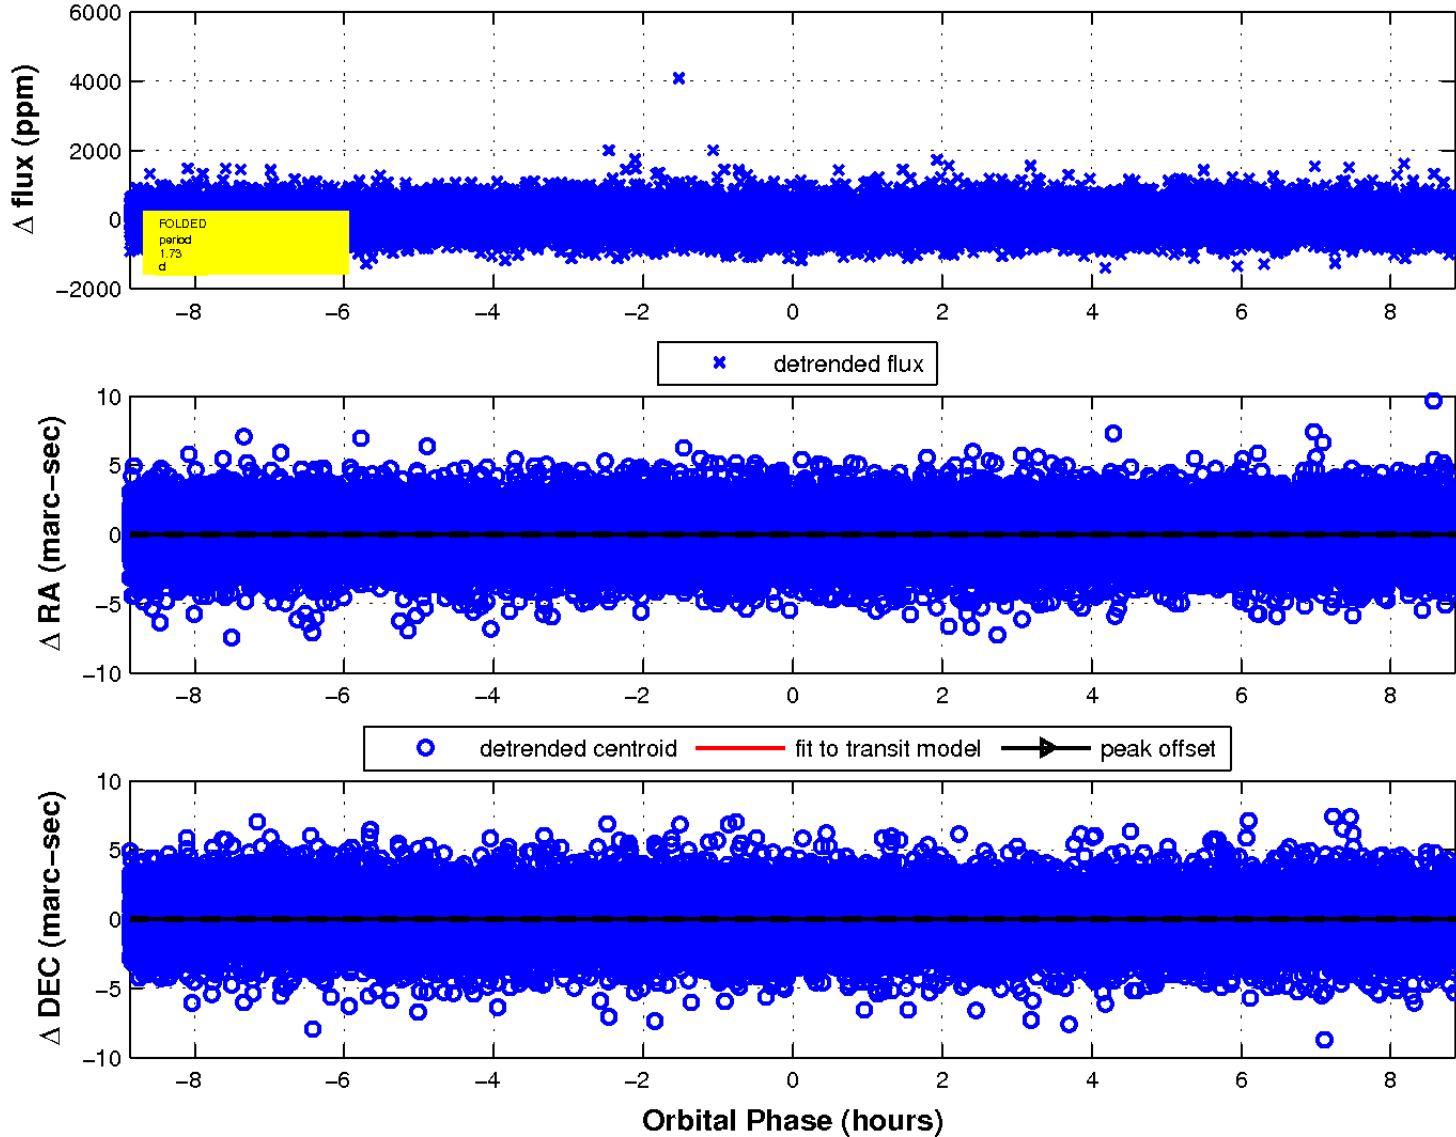 6000
4000
2000
0
−2000
Δ flux (ppm)
FOLDED
period
1.73
d
−8 −6 −4 −2 0 2 4 6 8
detrended flux
10
5
0
−5
−10
Δ RA (marc−sec)
−8 −6 −4 −2 0 2 4 6 8
detrended centroid fit to transit model peak offset
10
5
0
−5
−10
Δ DEC (marc−sec)
−8 −6 −4 −2 0 2 4 6 8
Orbital Phase (hours)